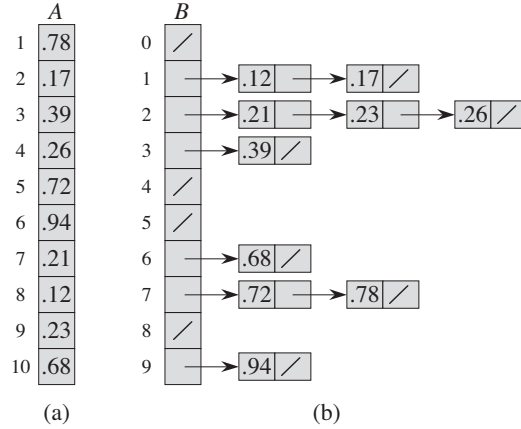 A B
1 .78 0
2 .17 1 .12 .17
3 .39 2 .21 .23 .26
4 .26 3 .39
5 .72 4
6 .94 5
7 .21 6 .68
8 .12 7 .72 .78
9 .23 8
10 .68 9 .94
(a) (b)